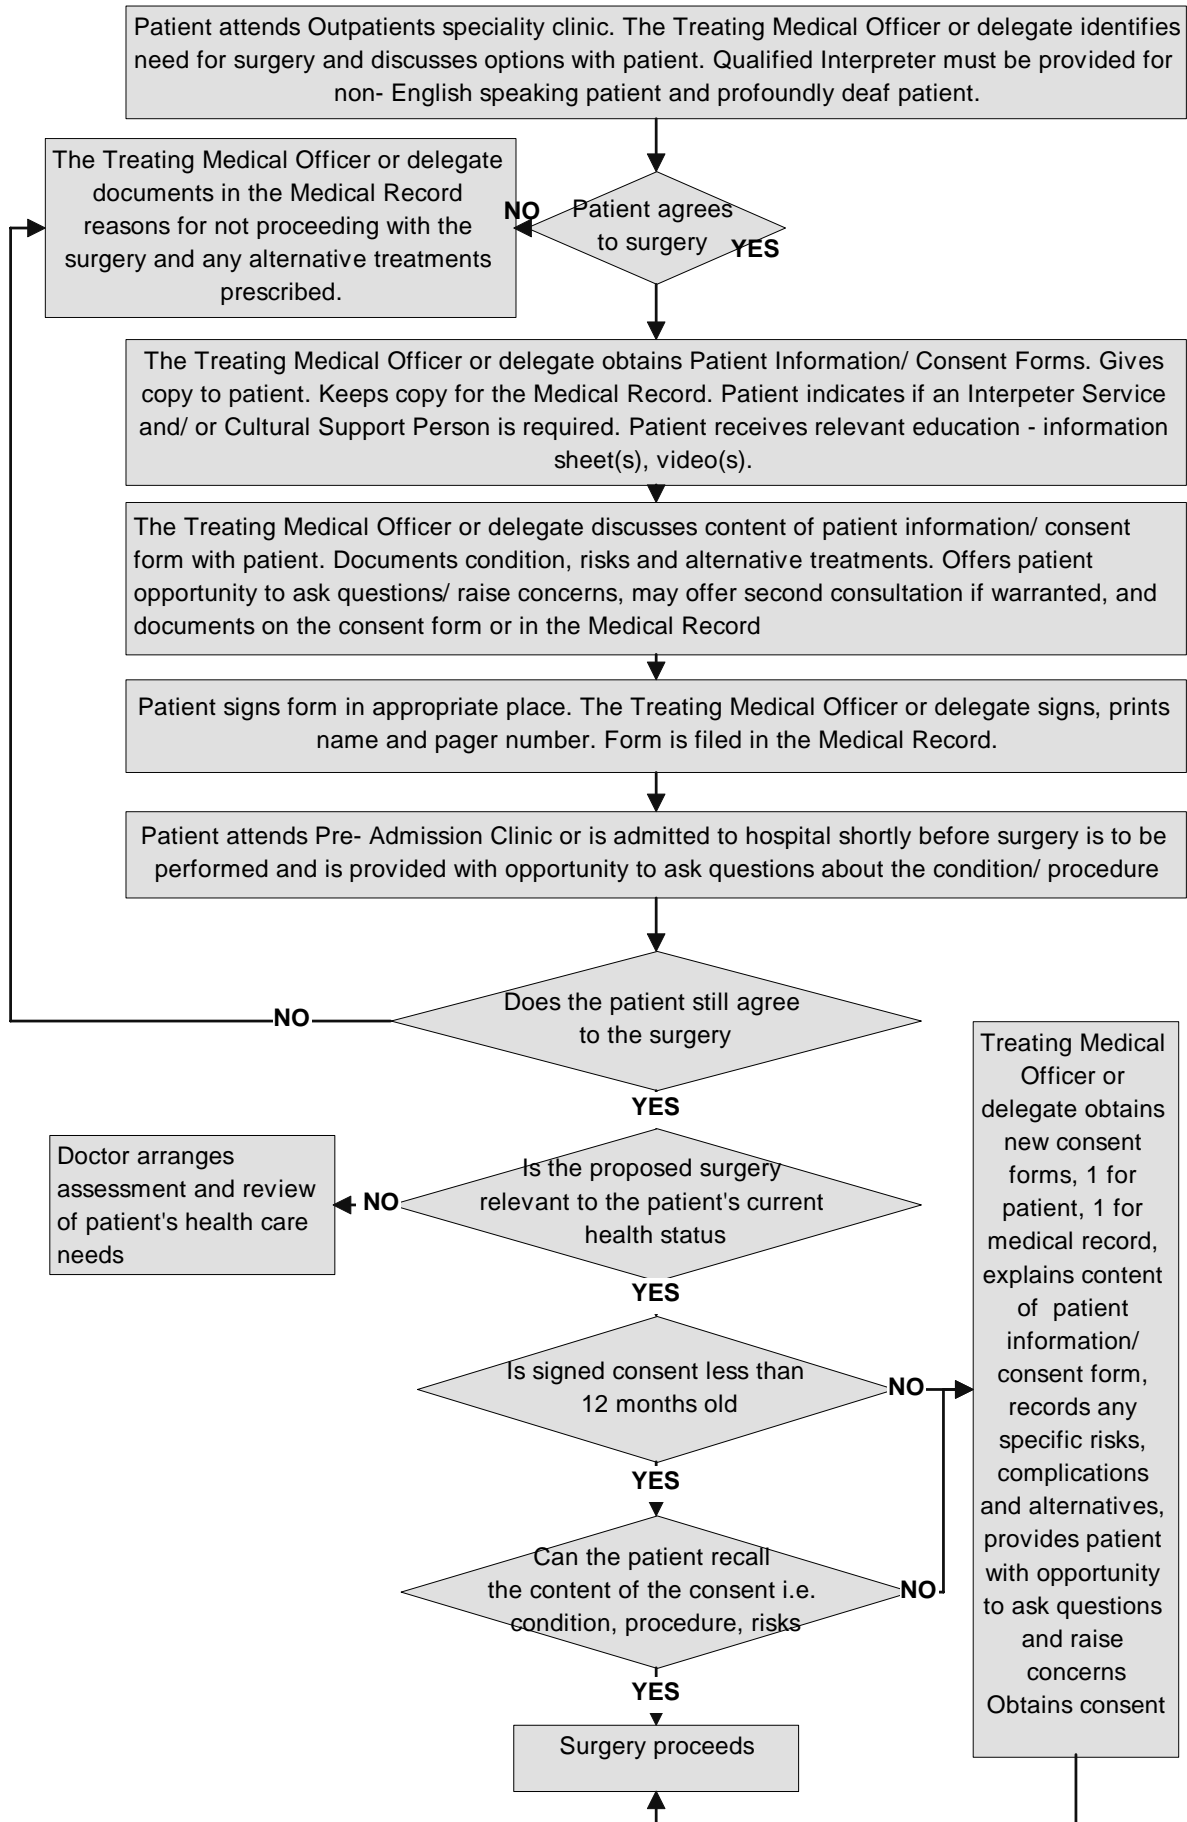 Patient attends Outpatients speciality clinic. The Treating Medical Officer or delegate identifies
need for surgery and discusses options with patient. Qualified Interpreter must be provided for
non- English speaking patient and profoundly deaf patient.
The Treating Medical Officer or delegate
documents in the Medical Record
reasons for not proceeding with the
surgery and any alternative treatments
prescribed.
NO
Patient agrees
to surgery
YES
The Treating Medical Officer or delegate obtains Patient Information/ Consent Forms. Gives
copy to patient. Keeps copy for the Medical Record. Patient indicates if an Interpeter Service
and/ or Cultural Support Person is required. Patient receives relevant education - information
sheet(s), video(s).
The Treating Medical Officer or delegate discusses content of patient information/ consent
form with patient. Documents condition, risks and alternative treatments. Offers patient
opportunity to ask questions/ raise concerns, may offer second consultation if warranted, and
documents on the consent form or in the Medical Record
Patient signs form in appropriate place. The Treating Medical Officer or delegate signs, prints
name and pager number. Form is filed in the Medical Record.
Patient attends Pre- Admission Clinic or is admitted to hospital shortly before surgery is to be
performed and is provided with opportunity to ask questions about the condition/ procedure
Does the patient still agree
to the surgery
NO
YES
Doctor arranges
assessment and review
of patient's health care
needs
NO
Is the proposed surgery
relevant to the patient's current
health status
YES
Is signed consent less than
12 months old
NO
YES
Can the patient recall
the content of the consent i.e.
condition, procedure, risks
NO
YES
Surgery proceeds
Treating Medical
Officer or
delegate obtains
new consent
forms, 1 for
patient, 1 for
medical record,
explains content
of patient
information/
consent form,
records any
specific risks,
complications
and alternatives,
provides patient
with opportunity
to ask questions
and raise
concerns
Obtains consent